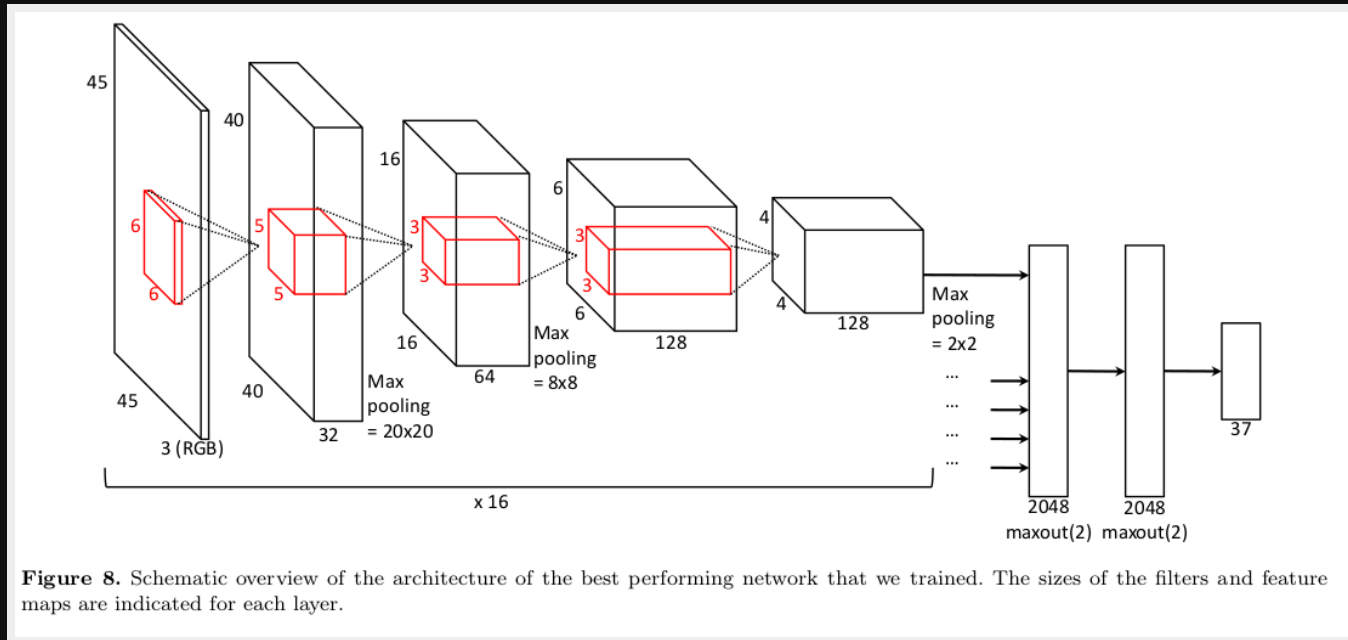 45
45
3 (RGB)
6
6
40
40
32
5
5
Max
pooling
= 20x20
16
16
64
3
3
Max
pooling
= 8x8
6
6
128
3
3
4
4
128
Max
pooling
= 2x2
...
...
...
...
x 16
2048
maxout(2)
2048
maxout(2)
37
Figure 8. Schematic overview of the architecture of the best performing network that we trained. The sizes of the filters and feature
maps are indicated for each layer.